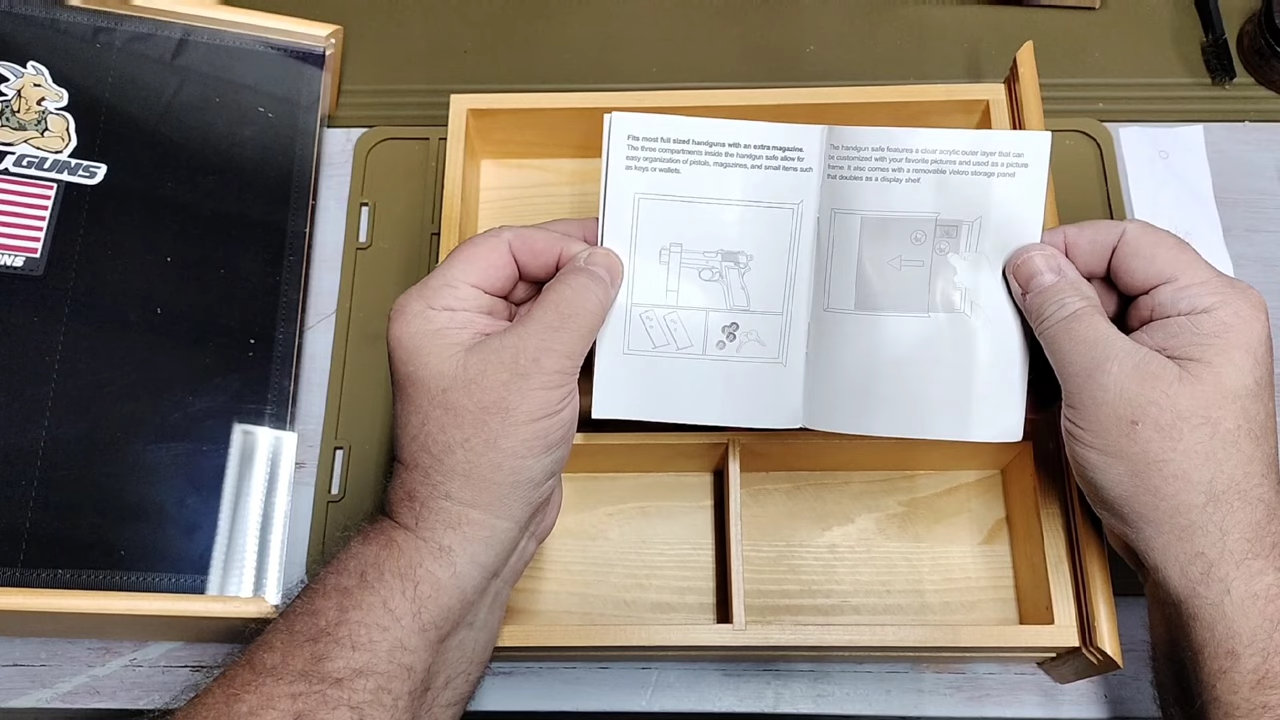 T GUNS
NS
Fits most full sized handguns with an extra magazine.
The three compartments inside the handgun safe allow for
easy organization of pistols, magazines, and small items such
as keys or wallets.
The handgun safe features a clear acrylic outer layer that can
be customized with your favorite pictures and used as a picture
frame. It also comes with a removable Velcro storage panel
that doubles as a display shelf.